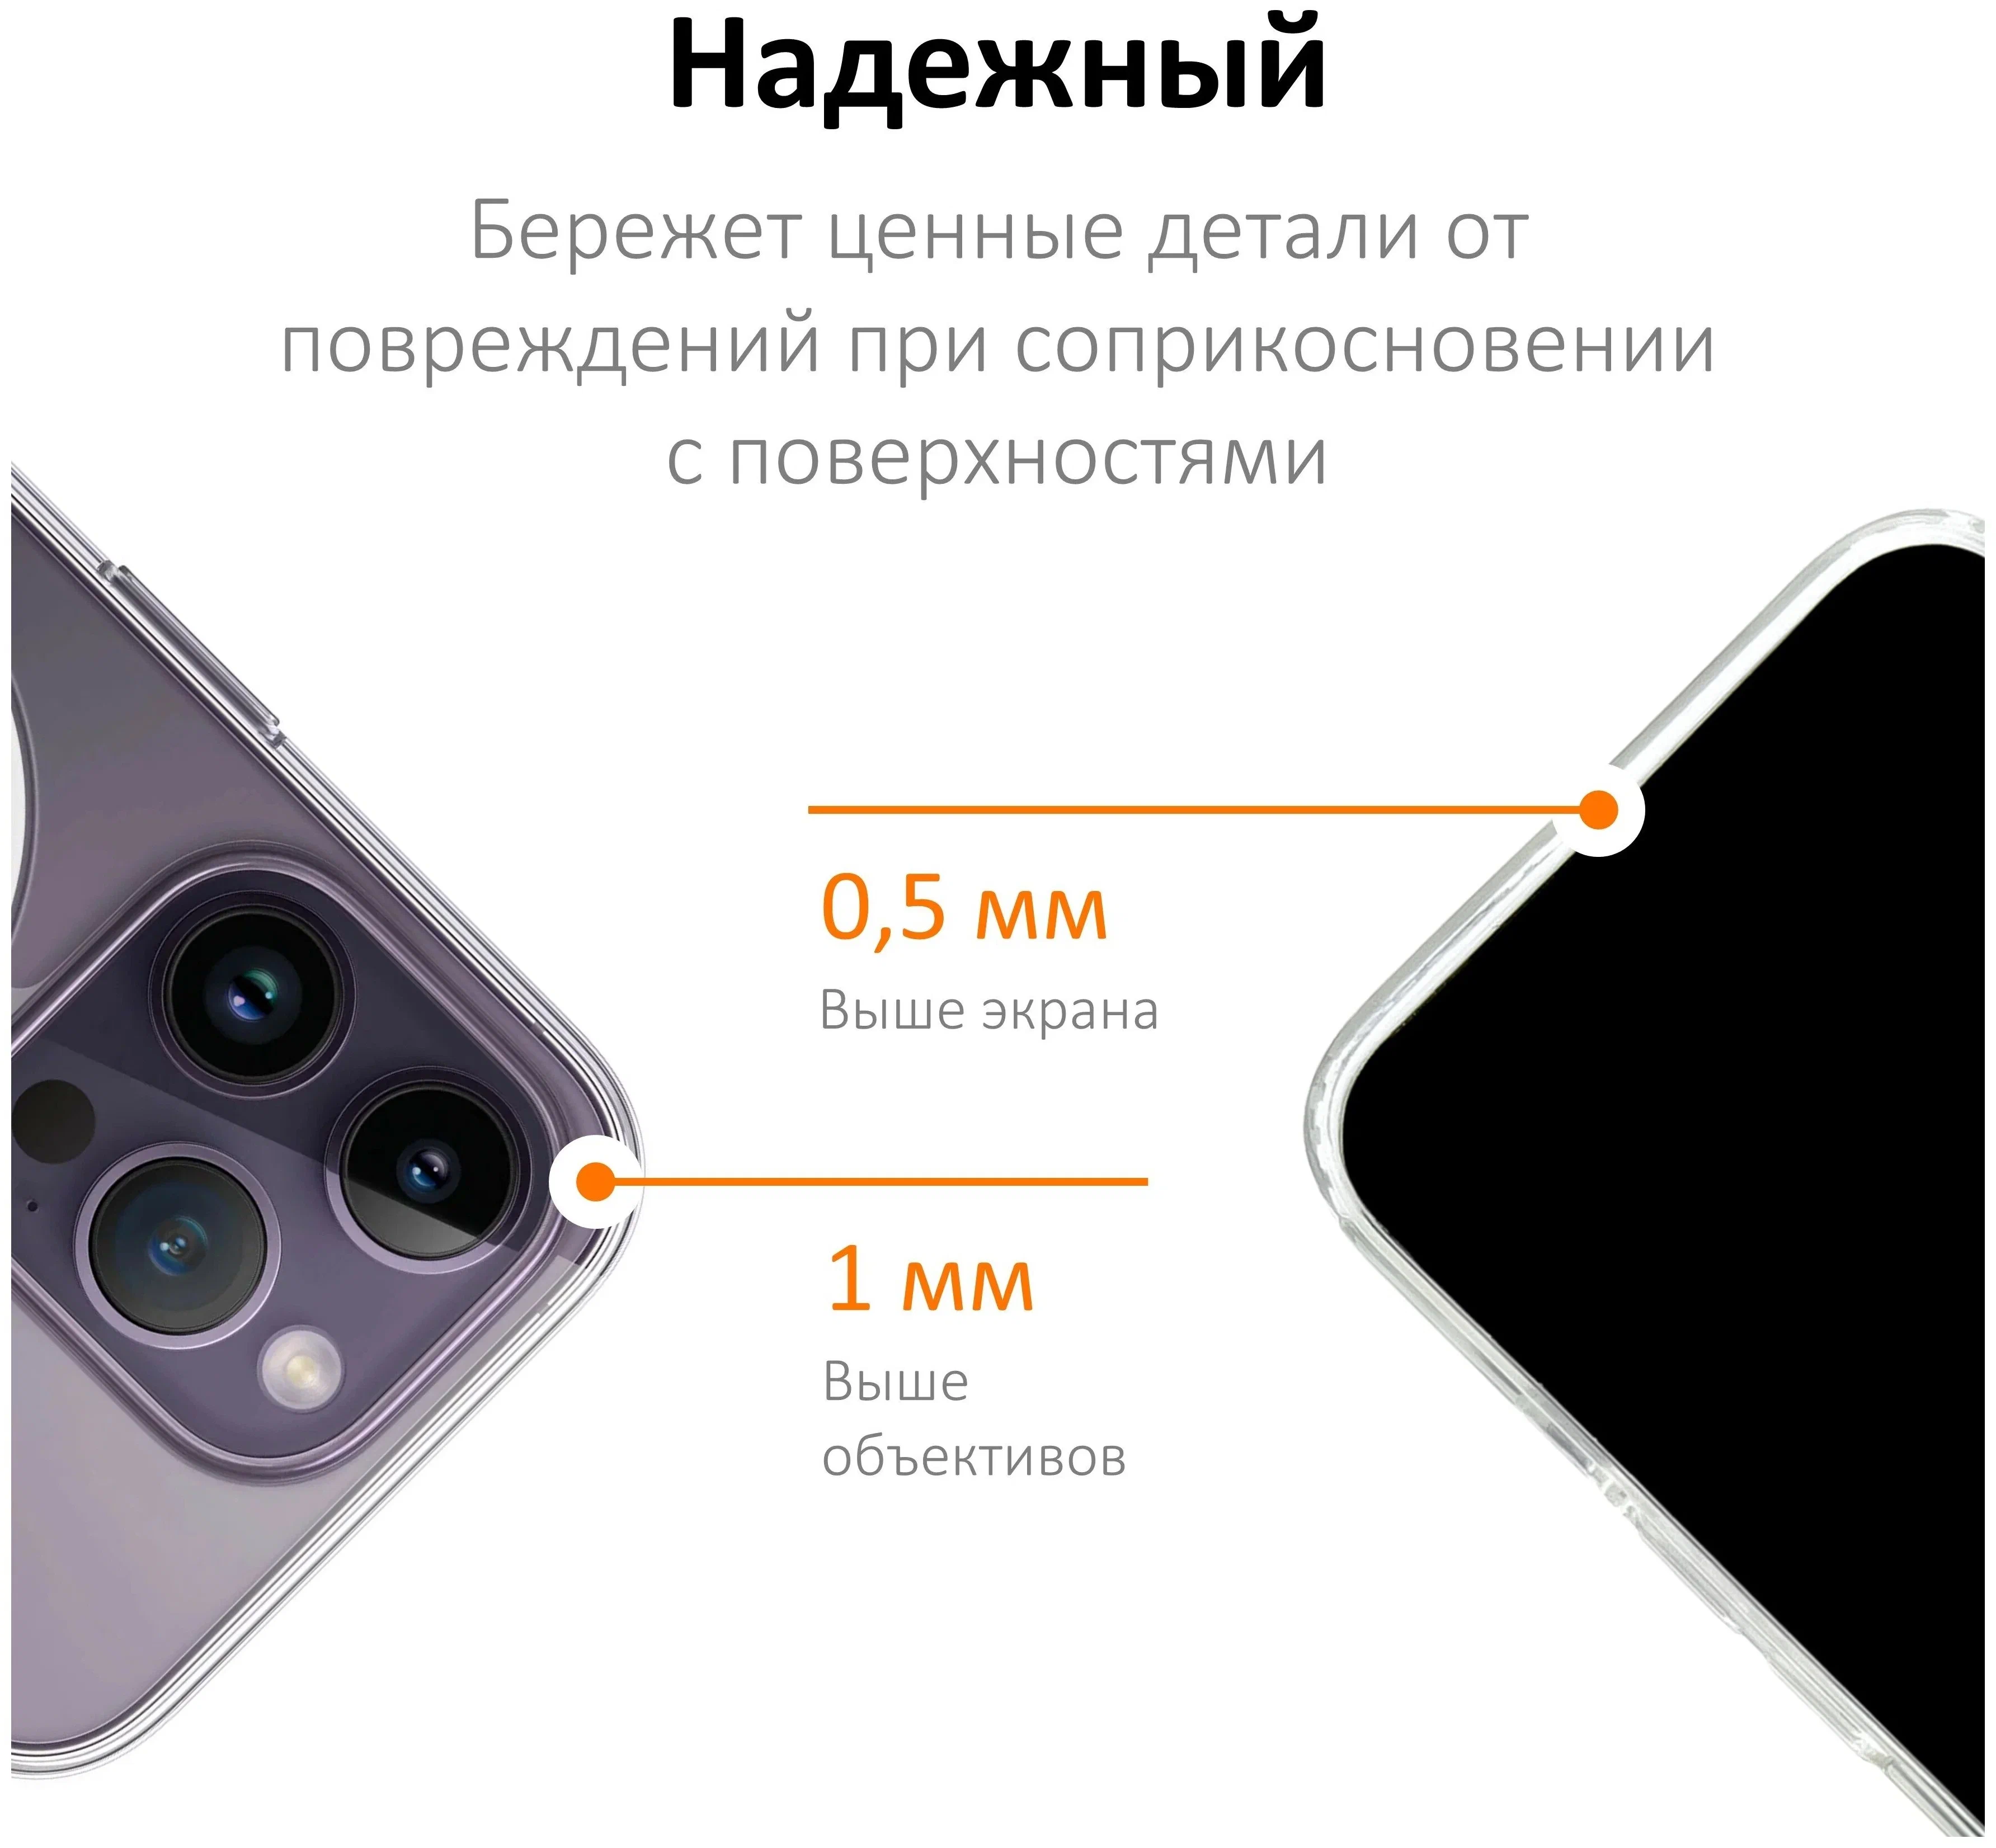 Надежный
Бережет ценные детали от
повреждений при соприкосновении
с поверхностями
0,5 мм
Выше экрана
1 мм
Выше
объективов